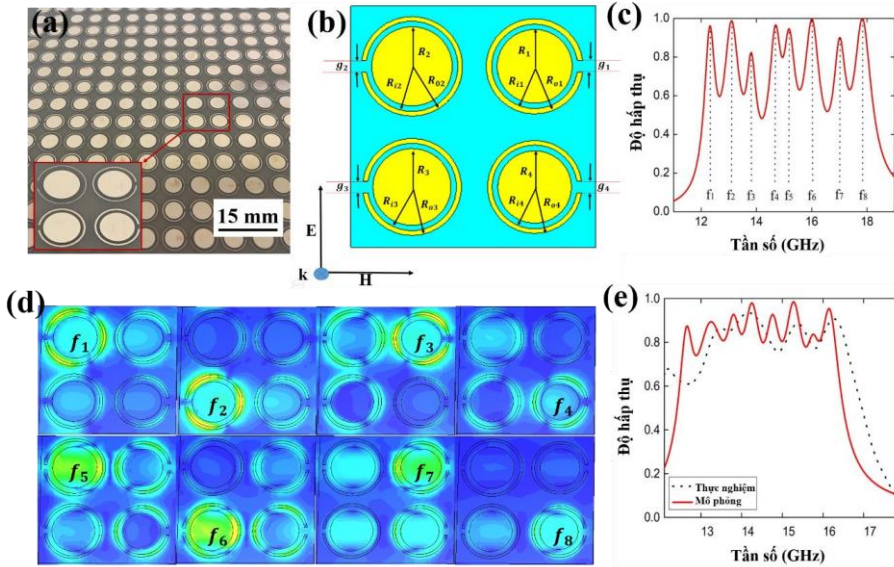 (a)
15 mm
(b)
R2
R1
g2
g1
Ri2
Ro2
Ri1
Ro1
R3
R4
g3
g4
Ri3
Ro3
Ri4
Ro4
E
k
H
(c)
Độ hấp thụ
1.0
0.8
0.6
0.4
0.2
0.0
f1 f2 f3 f4 f5 f6 f7 f8
12 14 16 18
Tần số (GHz)
(d)
f1
f2
f3
f4
f5
f6
f7
f8
(e)
Độ hấp thụ
1.0
0.8
0.6
0.4
0.2
0.0
Thực nghiệm
Mô phỏng
13 14 15 16 17
Tần số (GHz)